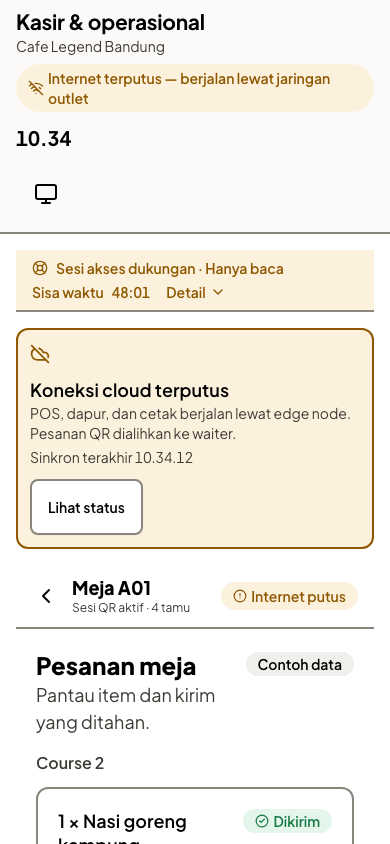 Kasir & operasional
Cafe Legend Bandung
Internet terputus — berjalan lewat jaringan
outlet
10.34
Sesi akses dukungan · Hanya baca
Sisa waktu 48:01 Detail
Koneksi cloud terputus
POS, dapur, dan cetak berjalan lewat edge node.
Pesanan QR dialihkan ke waiter.
Sinkron terakhir 10.34.12
Lihat status
Meja A01
Internet putus
Sesi QR aktif · 4 tamu
Pesanan meja
Contoh data
Pantau item dan kirim
yang ditahan.
Course 2
1 × Nasi goreng
Dikirim
kampung